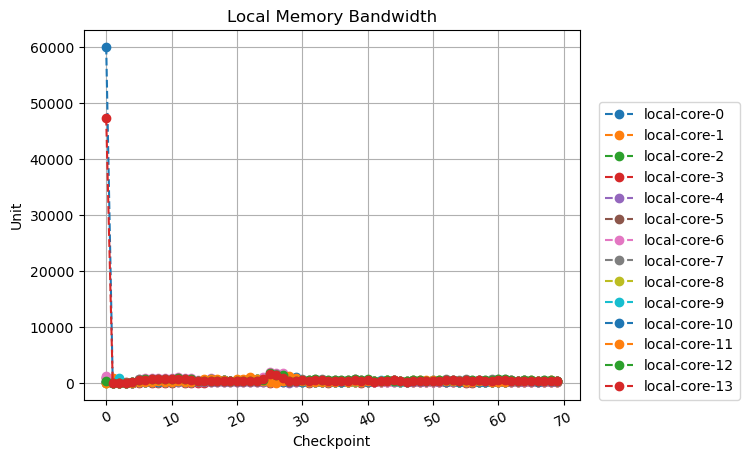 Local Memory Bandwidth
60000
50000
40000
30000
20000
10000
0
Unit
0
10
20
30
40
50
60
70
Checkpoint
local-core-0
local-core-1
local-core-2
local-core-3
local-core-4
local-core-5
local-core-6
local-core-7
local-core-8
local-core-9
local-core-10
local-core-11
local-core-12
local-core-13